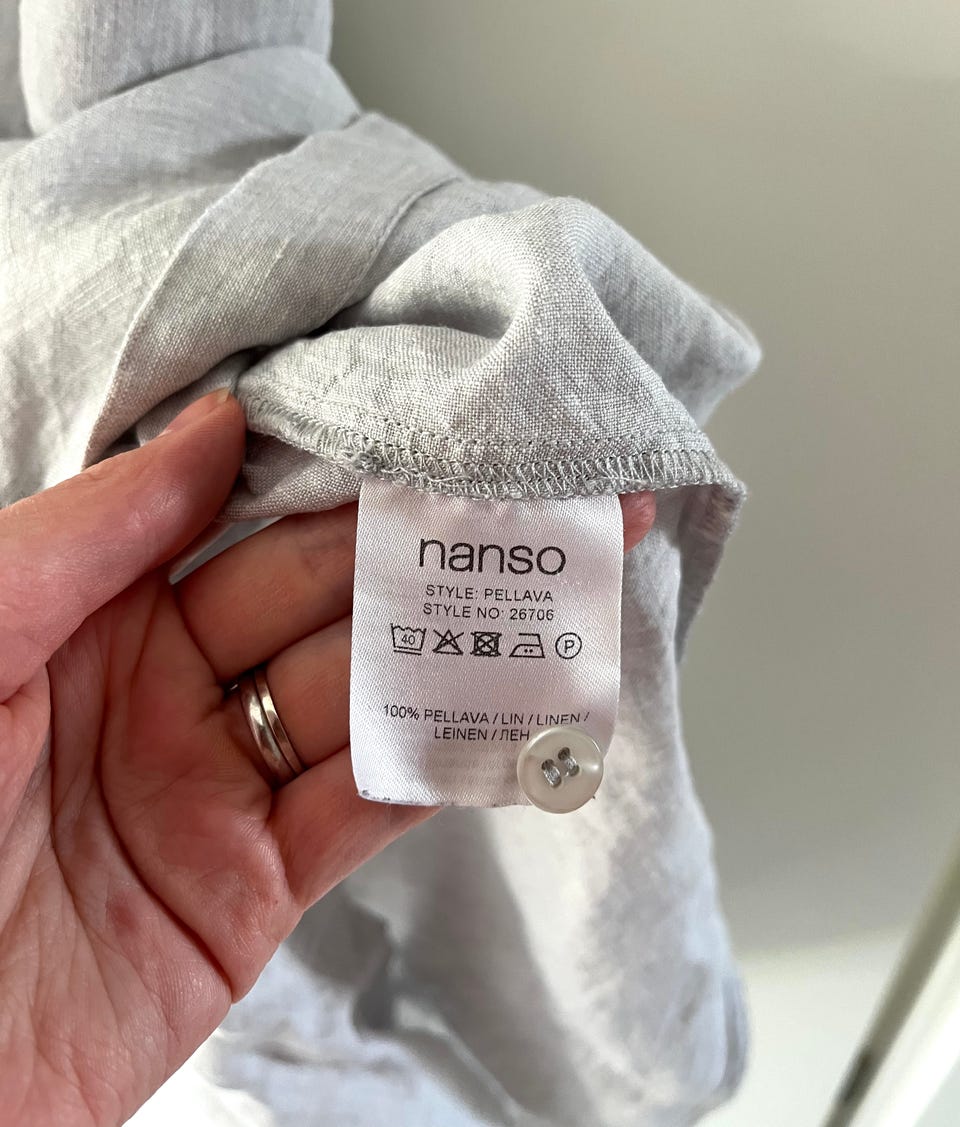 nanso
STYLE: PELLAVA
STYLE NO: 26706
40 P
100% PELLAVA / LIN / LINEN /
LEINEN / ЛЕН